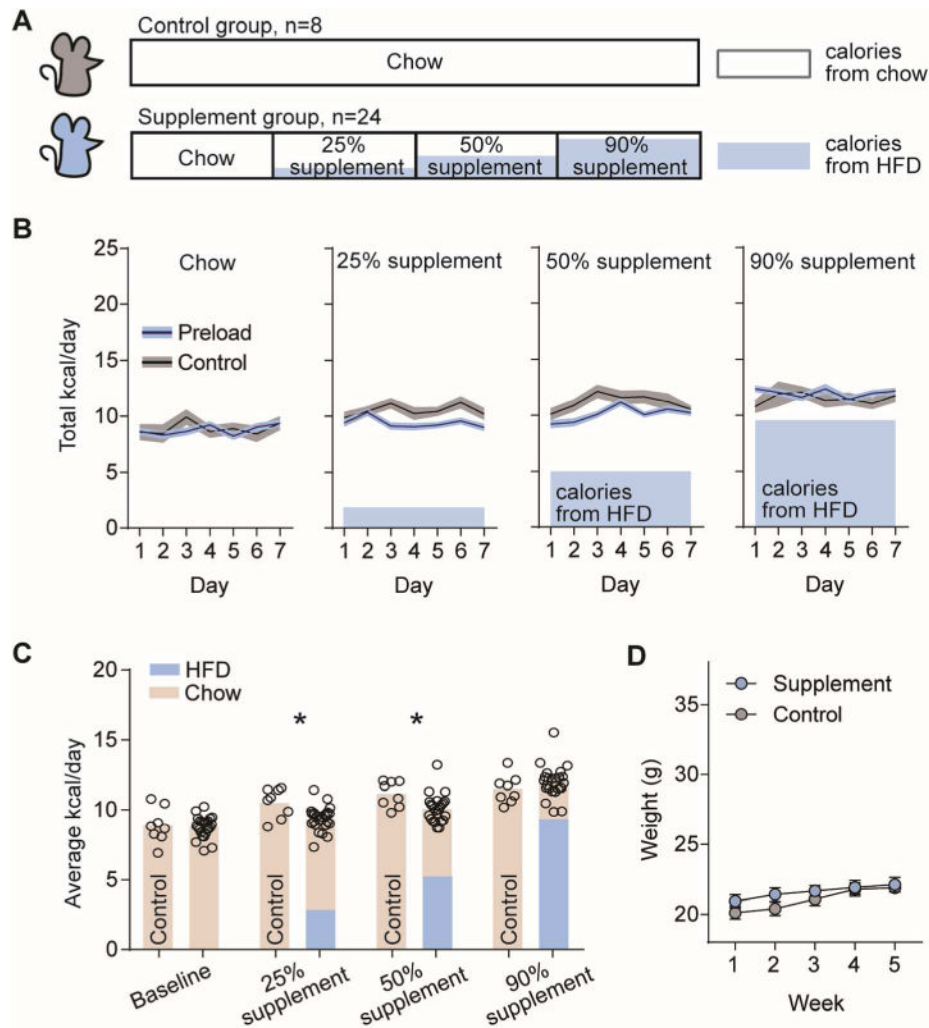 A
Control group, n=8
Chow
calories
from chow
Supplement group, n=24
Chow
25%
supplement
50%
supplement
90%
supplement
calories
from HFD
B
Total kcal/day
25
20
15
10
5
0
Chow
Preload
Control
1 2 3 4 5 6 7
Day
25% supplement
1 2 3 4 5 6 7
Day
50% supplement
calories
from HFD
1 2 3 4 5 6 7
Day
90% supplement
calories
from HFD
1 2 3 4 5 6 7
Day
C
Average kcal/day
20
15
10
5
0
HFD
Chow
*
*
Control
Control
Control
Control
Baseline
25%
supplement
50%
supplement
90%
supplement
D
Weight (g)
35
30
25
20
Supplement
Control
1 2 3 4 5
Week